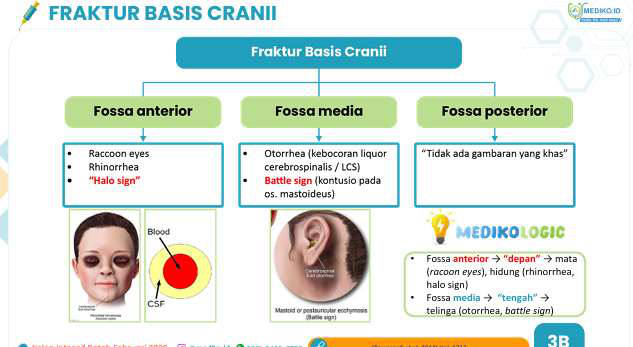 FRAKTUR BASIS CRANII
MEDIKO.ID
Fraktur Basis Cranii
Fossa anterior
Fossa media
Fossa posterior
• Raccoon eyes
• Rhinorrhea
• “Halo sign”
• Otorrhea (kebocoran liquor
cerebrospinalis / LCS)
• Battle sign (kontusio pada
os. mastoideus)
“Tidak ada gambaran yang khas”
Blood
CSF
Cerebrospinal
fluid otorrhea
Mastoid or postauricular ecchymosis
(Battle sign)
MEDIKOLOGIC
• Fossa anterior → “depan” → mata
(racoon eyes), hidung (rhinorrhea,
halo sign)
• Fossa media → “tengah” →
telinga (otorrhea, battle sign)
3B